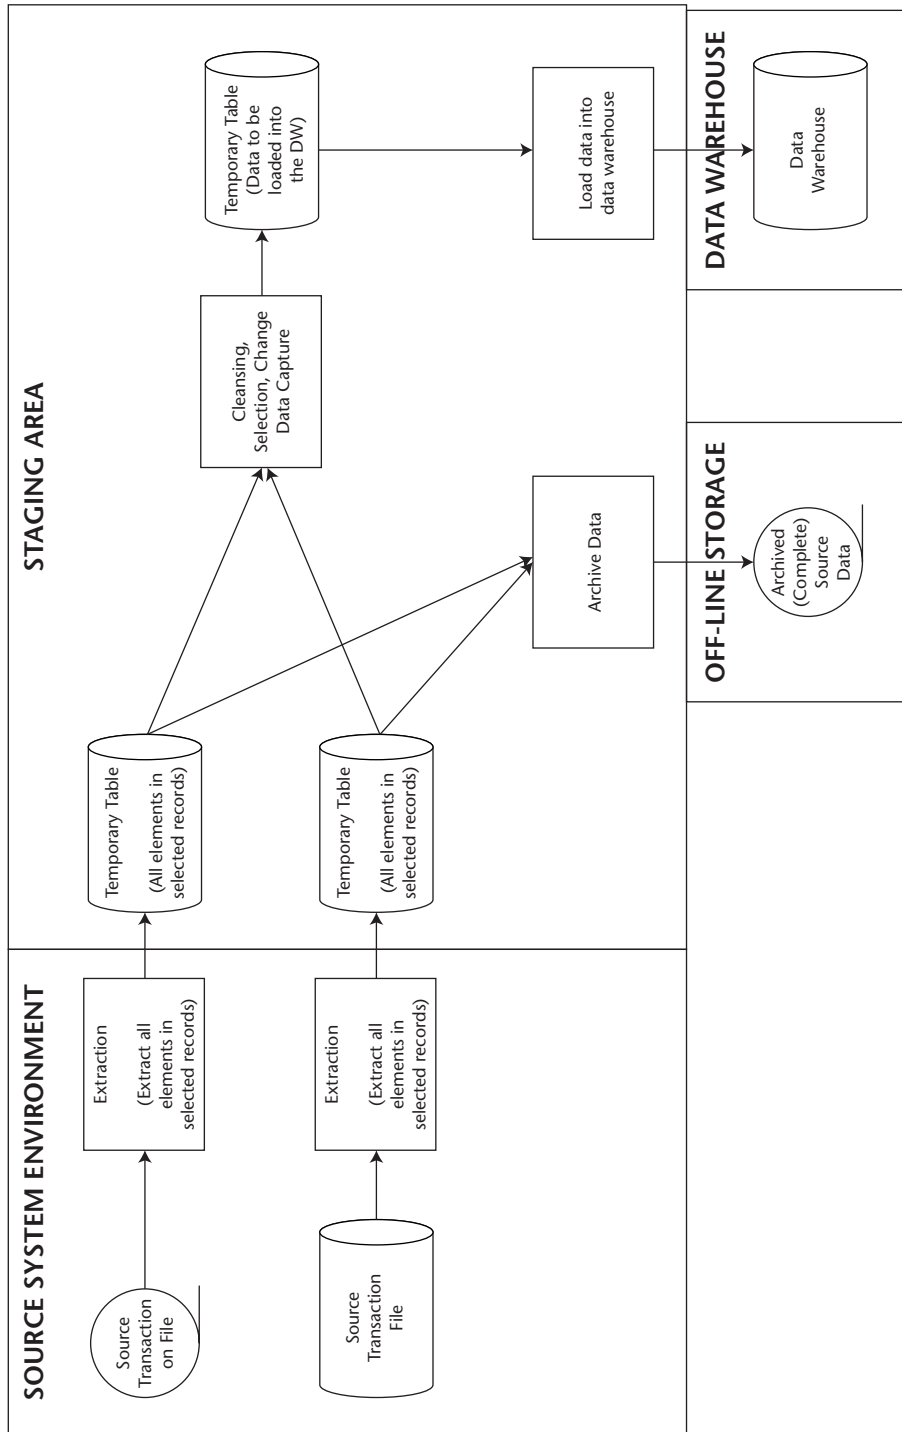 SOURCE SYSTEM ENVIRONMENT
Source
Transaction
on File
Extraction
(Extract all
elements in
selected records)
Source
Transaction
File
Extraction
(Extract all
elements in
selected records)
STAGING AREA
Temporary Table
(All elements in
selected records)
Temporary Table
(All elements in
selected records)
Cleansing,
Selection, Change
Data Capture
Temporary Table
(Data to be
loaded into
the DW)
Archive Data
Load data into
data warehouse
OFF-LINE STORAGE
Archived
(Complete)
Source
Data
DATA WAREHOUSE
Data
Warehouse